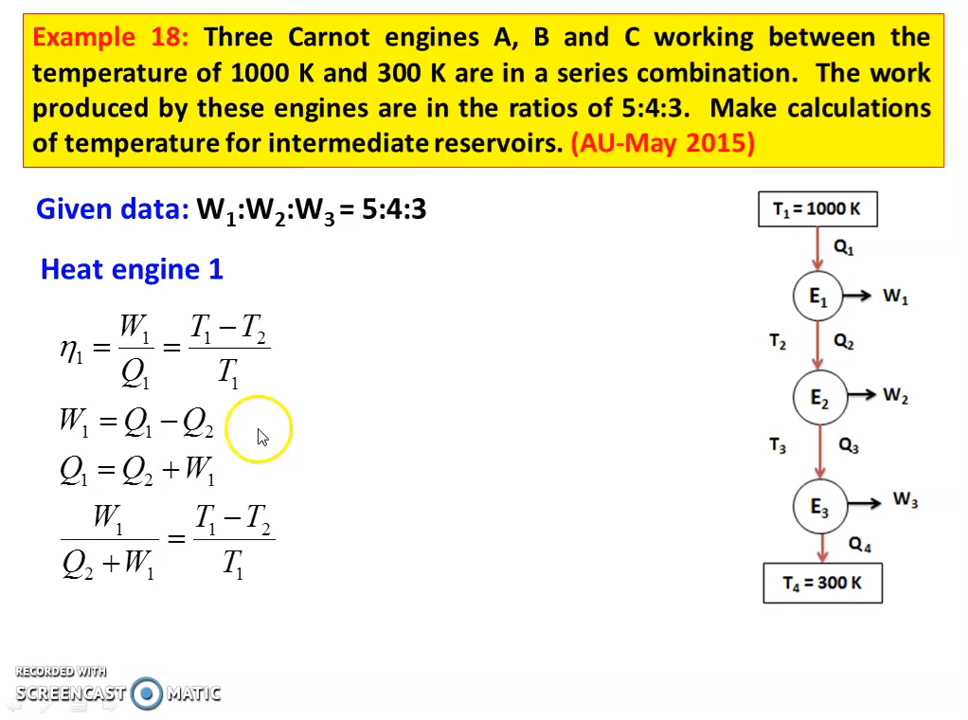 Example 18: Three Carnot engines A, B and C working between the
temperature of 1000 K and 300 K are in a series combination. The work
produced by these engines are in the ratios of 5:4:3. Make calculations
of temperature for intermediate reservoirs. (AU-May 2015)
Given data: W₁:W₂:W₃ = 5:4:3
Heat engine 1
η₁ = W₁/Q₁ = (T₁ − T₂)/T₁
W₁ = Q₁ − Q₂
Q₁ = Q₂ + W₁
W₁/(Q₂ + W₁) = (T₁ − T₂)/T₁
T₁ = 1000 K
Q₁
E₁ W₁
T₂ Q₂
E₂ W₂
T₃ Q₃
E₃ W₃
Q₄
T₄ = 300 K
RECORDED WITH
SCREENCAST MATIC